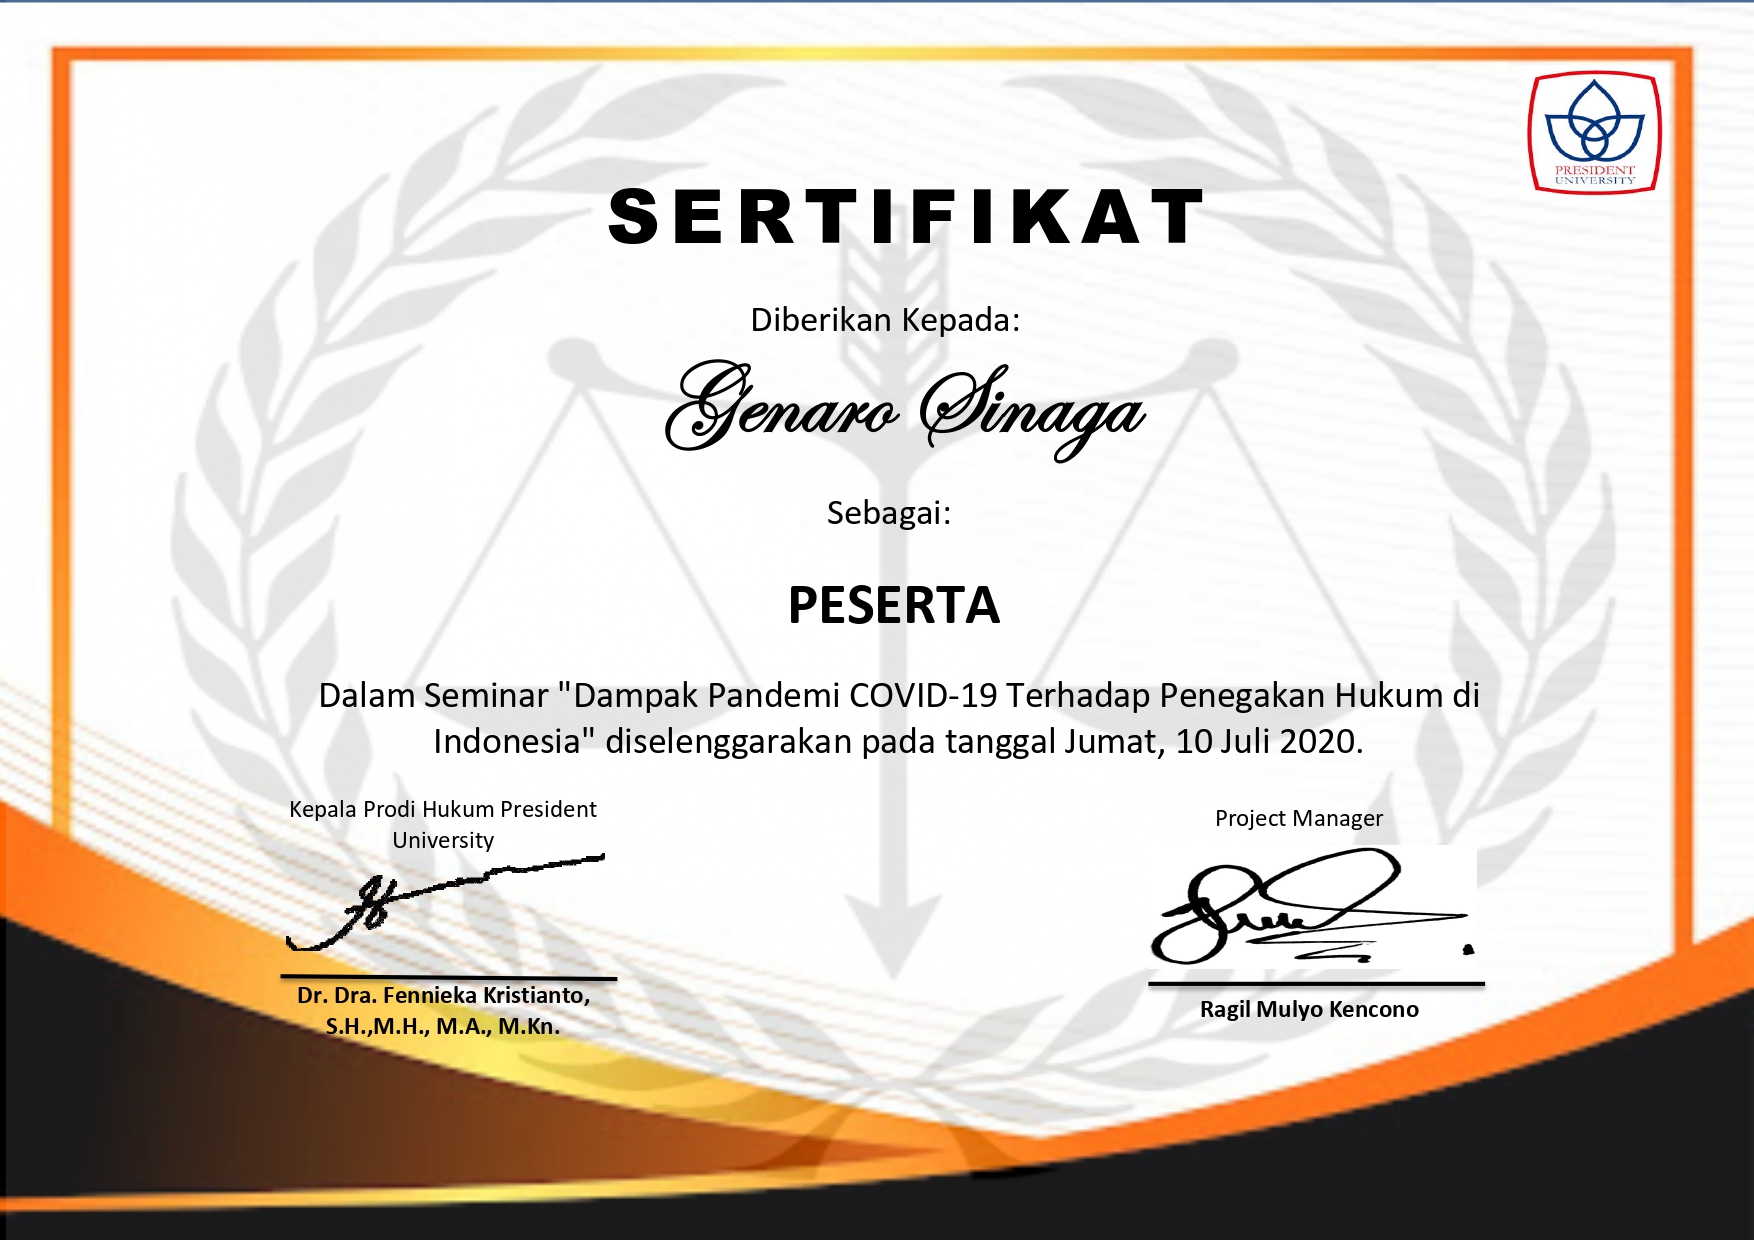 PRESIDENT
UNIVERSITY
SERTIFIKAT
Diberikan Kepada:
Genaro Sinaga
Sebagai:
PESERTA
Dalam Seminar "Dampak Pandemi COVID-19 Terhadap Penegakan Hukum di
Indonesia" diselenggarakan pada tanggal Jumat, 10 Juli 2020.
Kepala Prodi Hukum President
University
Dr. Dra. Fennieka Kristianto,
S.H.,M.H., M.A., M.Kn.
Project Manager
Ragil Mulyo Kencono